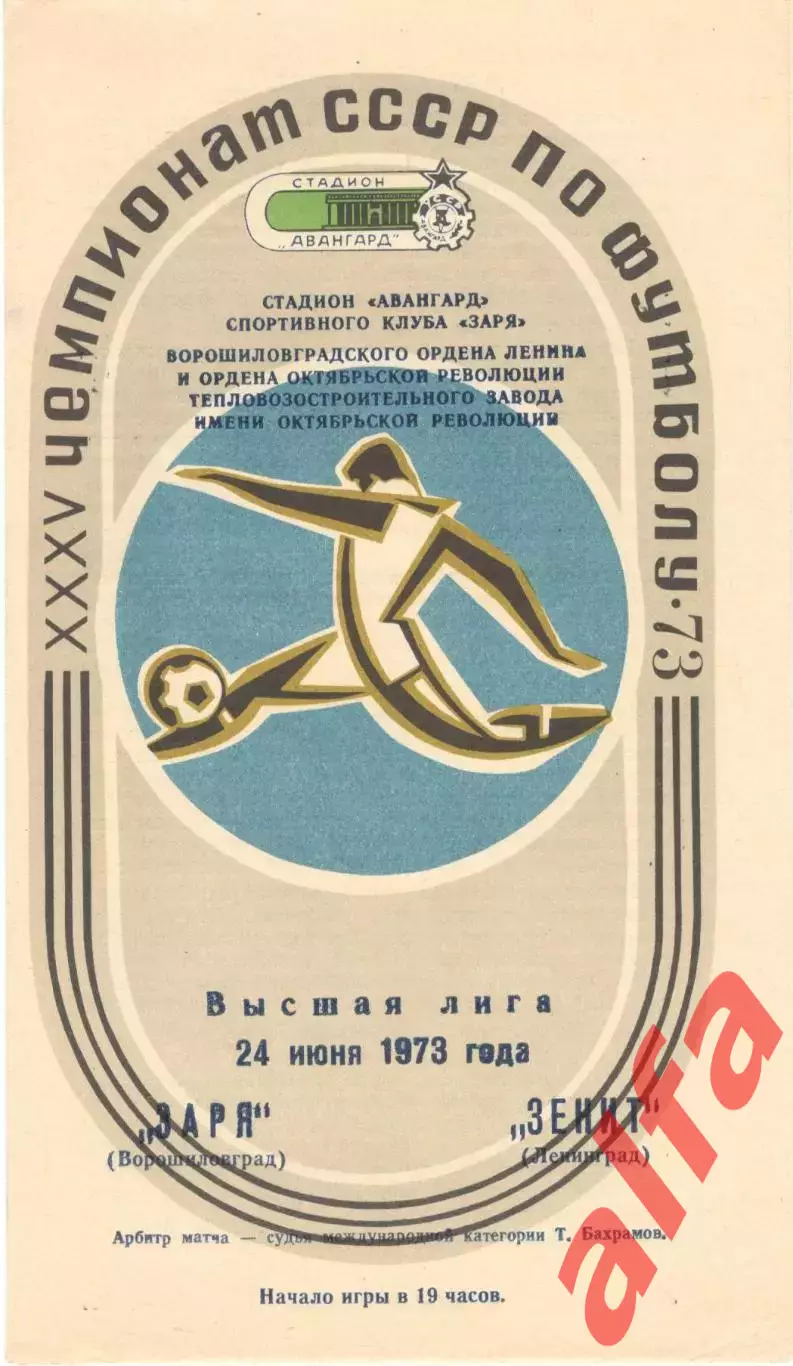 XXXV чемпионат СССР по футболу·73
СТАДИОН
„АВАНГАРД"
СТАДИОН «АВАНГАРД»
СПОРТИВНОГО КЛУБА «ЗАРЯ»
ВОРОШИЛОВГРАДСКОГО ОРДЕНА ЛЕНИНА
И ОРДЕНА ОКТЯБРЬСКОЙ РЕВОЛЮЦИИ
ТЕПЛОВОЗОСТРОИТЕЛЬНОГО ЗАВОДА
ИМЕНИ ОКТЯБРЬСКОЙ РЕВОЛЮЦИИ
Высшая лига
24 июня 1973 года
„ЗАРЯ" „ЗЕНИТ"
(Ворошиловград) (Ленинград)
Арбитр матча — судья международной категории Т. Бахрамов.
Начало игры в 19 часов.
alfa